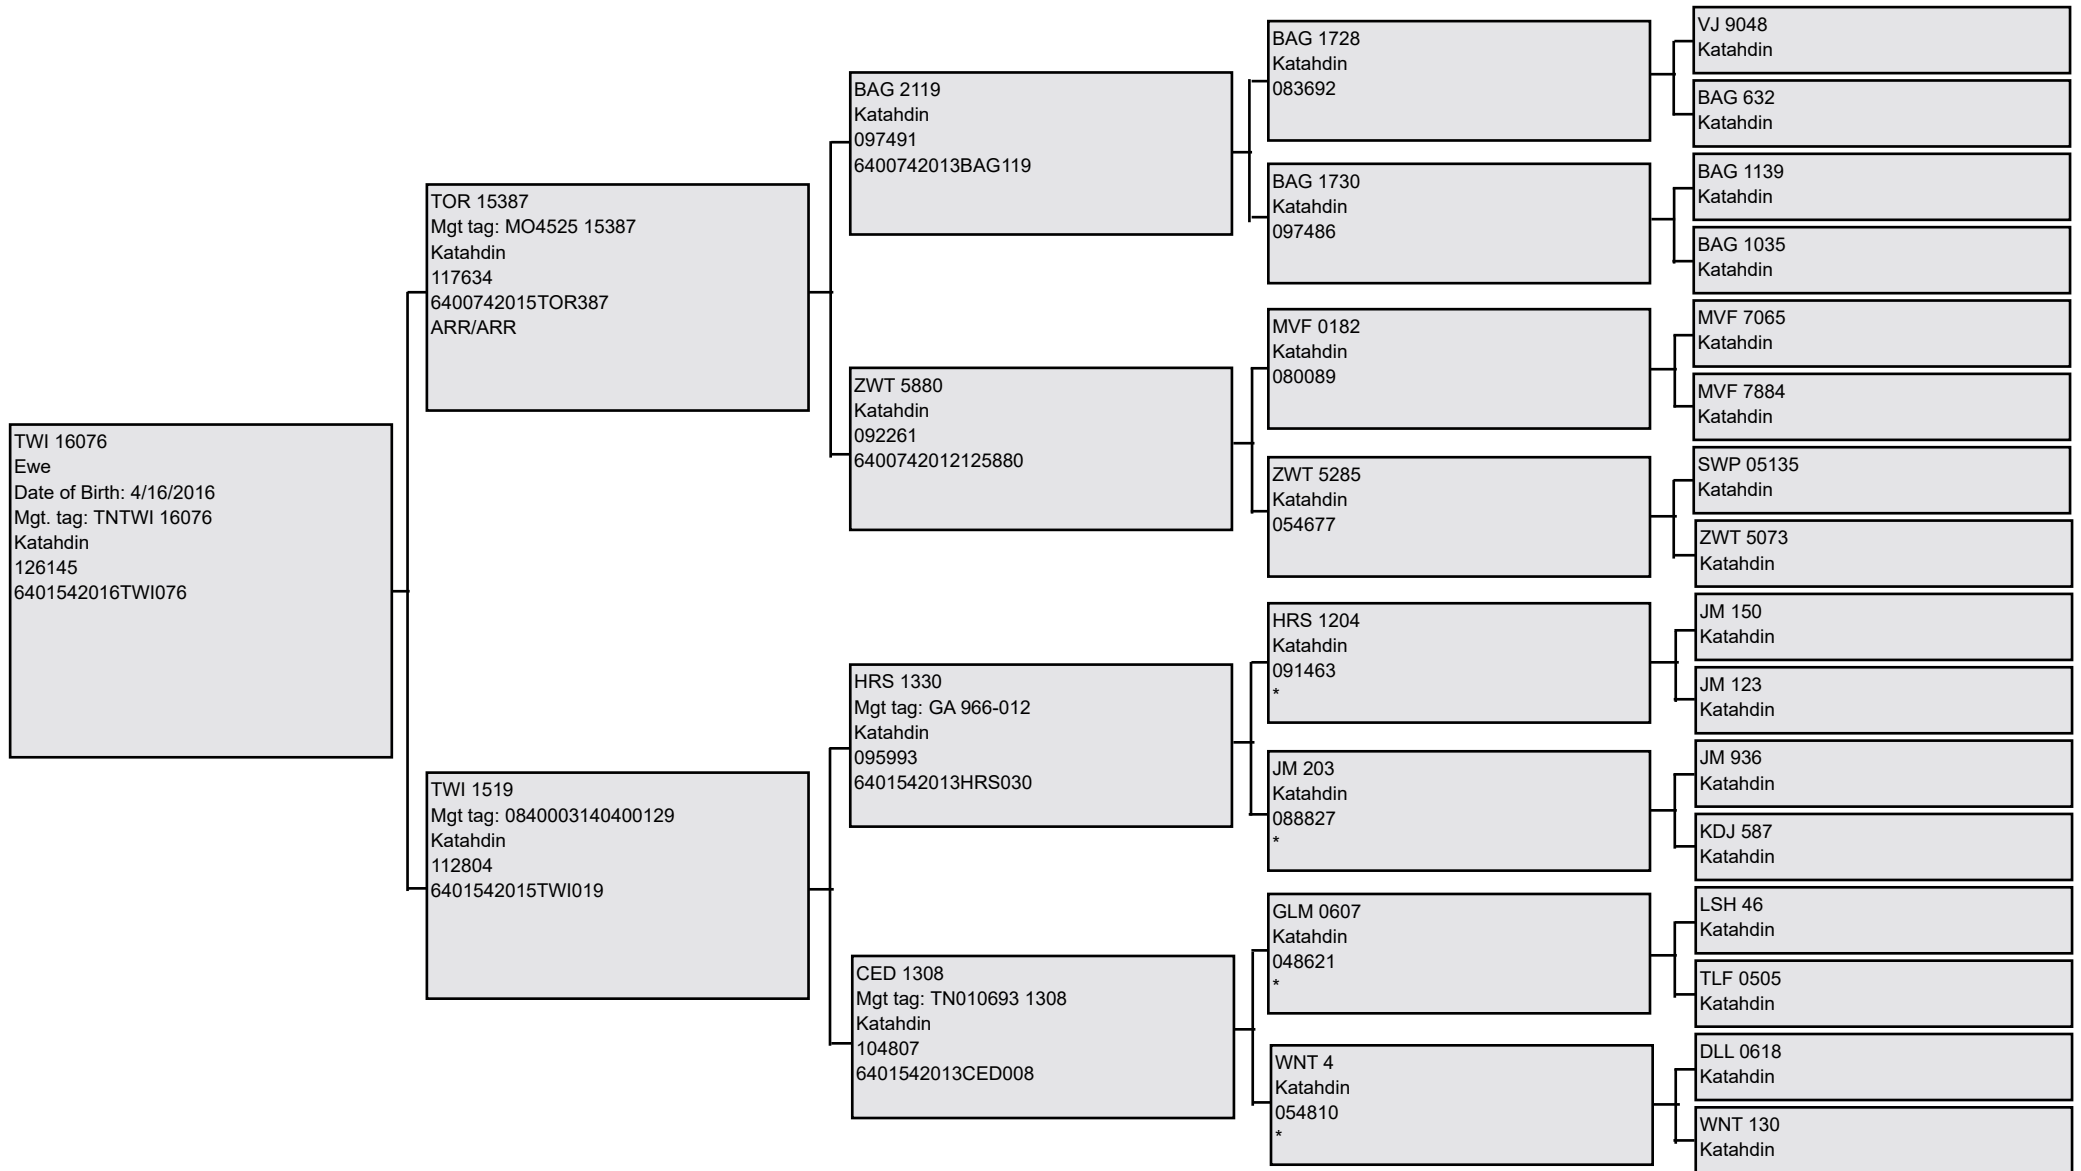 TWI 16076
Ewe
Date of Birth: 4/16/2016
Mgt. tag: TNTWI 16076
Katahdin
126145
6401542016TWI076
TOR 15387
Mgt tag: MO4525 15387
Katahdin
117634
6400742015TOR387
ARR/ARR
TWI 1519
Mgt tag: 0840003140400129
Katahdin
112804
6401542015TWI019
BAG 2119
Katahdin
097491
6400742013BAG119
ZWT 5880
Katahdin
092261
6400742012125880
HRS 1330
Mgt tag: GA 966-012
Katahdin
095993
6401542013HRS030
CED 1308
Mgt tag: TN010693 1308
Katahdin
104807
6401542013CED008
BAG 1728
Katahdin
083692
BAG 1730
Katahdin
097486
MVF 0182
Katahdin
080089
ZWT 5285
Katahdin
054677
HRS 1204
Katahdin
091463
*
JM 203
Katahdin
088827
*
GLM 0607
Katahdin
048621
*
WNT 4
Katahdin
054810
*
VJ 9048
Katahdin
BAG 632
Katahdin
BAG 1139
Katahdin
BAG 1035
Katahdin
MVF 7065
Katahdin
MVF 7884
Katahdin
SWP 05135
Katahdin
ZWT 5073
Katahdin
JM 150
Katahdin
JM 123
Katahdin
JM 936
Katahdin
KDJ 587
Katahdin
LSH 46
Katahdin
TLF 0505
Katahdin
DLL 0618
Katahdin
WNT 130
Katahdin